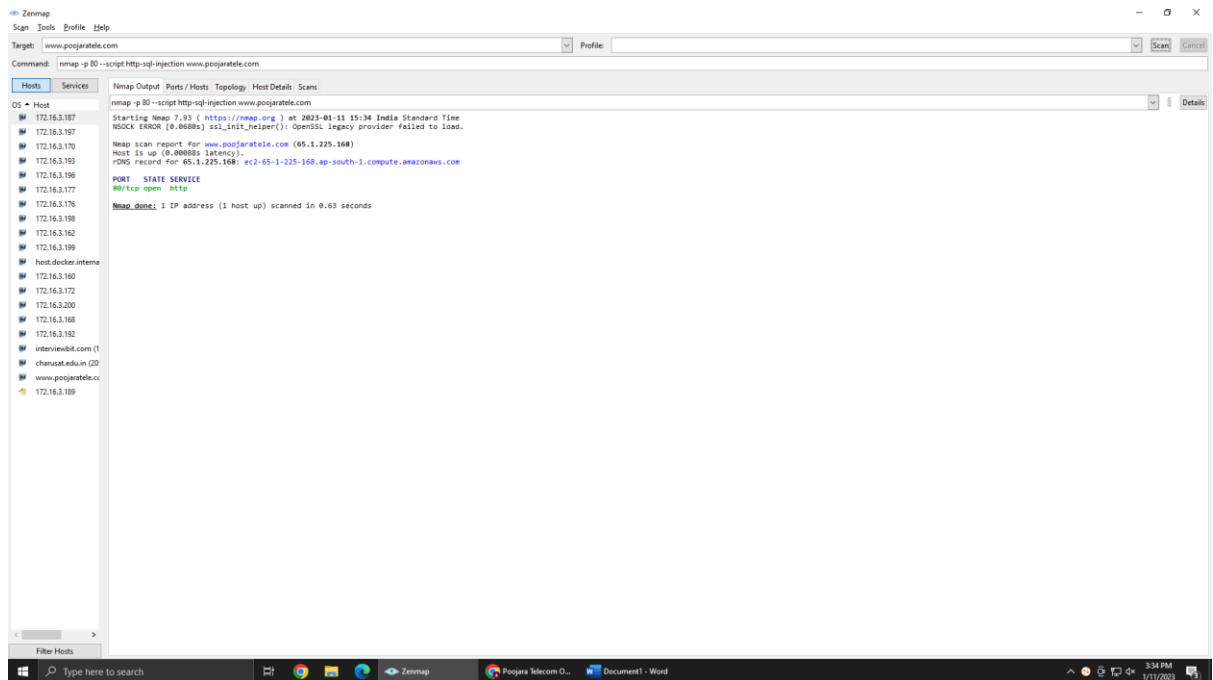 Zenmap
Scan Tools Profile Help
Target: www.poojaratele.com Profile: Scan Cancel
Command: nmap -p 80 --script http-sql-injection www.poojaratele.com
Hosts Services Nmap Output Ports / Hosts Topology Host Details Scans
OS Host nmap -p 80 --script http-sql-injection www.poojaratele.com Details
172.16.3.187
172.16.3.197
172.16.3.170
172.16.3.193
172.16.3.196
172.16.3.177
172.16.3.176
172.16.3.198
172.16.3.162
172.16.3.199
host.docker.interna
172.16.3.160
172.16.3.172
172.16.3.200
172.16.3.168
172.16.3.192
interviewbit.com (1
charusat.edu.in (20
www.poojaratele.cc
172.16.3.189
Starting Nmap 7.93 ( https://nmap.org ) at 2023-01-11 15:34 India Standard Time
NSOCK ERROR [0.0680s] ssl_init_helper(): OpenSSL legacy provider failed to load.
Nmap scan report for www.poojaratele.com (65.1.225.168)
Host is up (0.00088s latency).
rDNS record for 65.1.225.168: ec2-65-1-225-168.ap-south-1.compute.amazonaws.com
PORT STATE SERVICE
80/tcp open http
Nmap done: 1 IP address (1 host up) scanned in 0.63 seconds
Filter Hosts
Type here to search Zenmap Poojara Telecom O... Document1 - Word 3:34 PM
1/11/2023